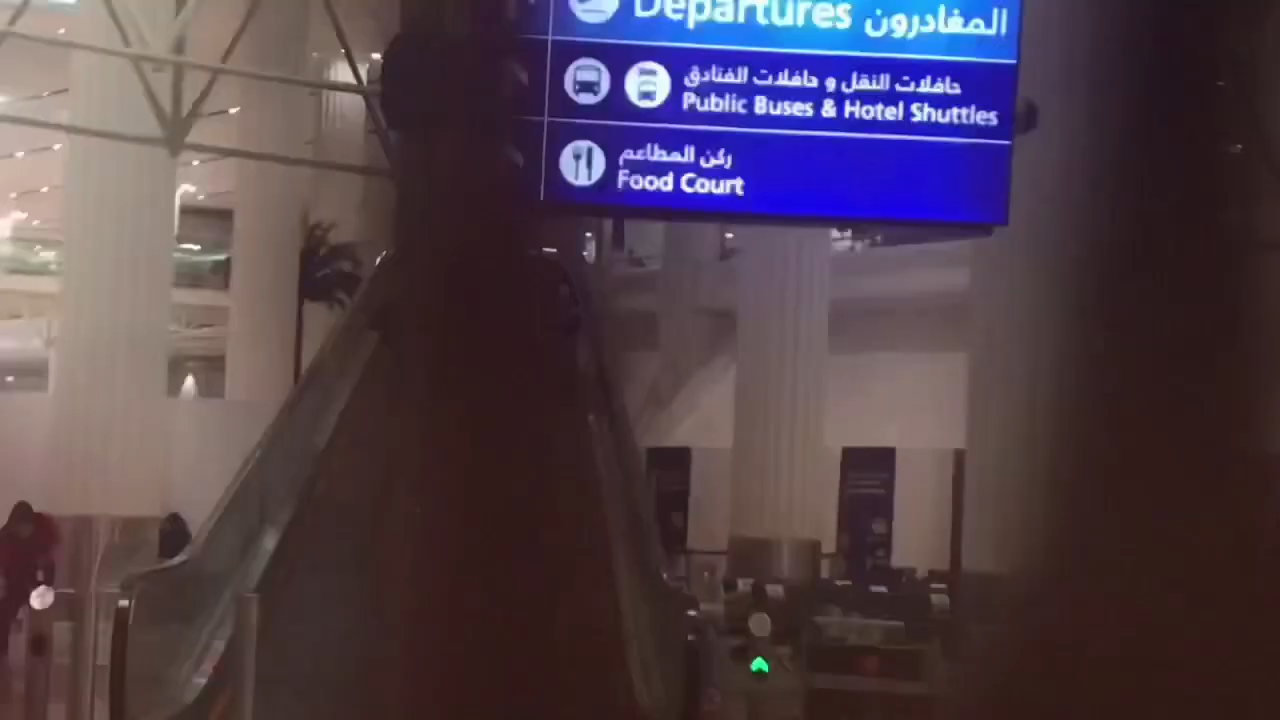 Departures المغادرون
حافلات النقل و حافلات الفنادق
Public Buses & Hotel Shuttles
ركن المطاعم
Food Court